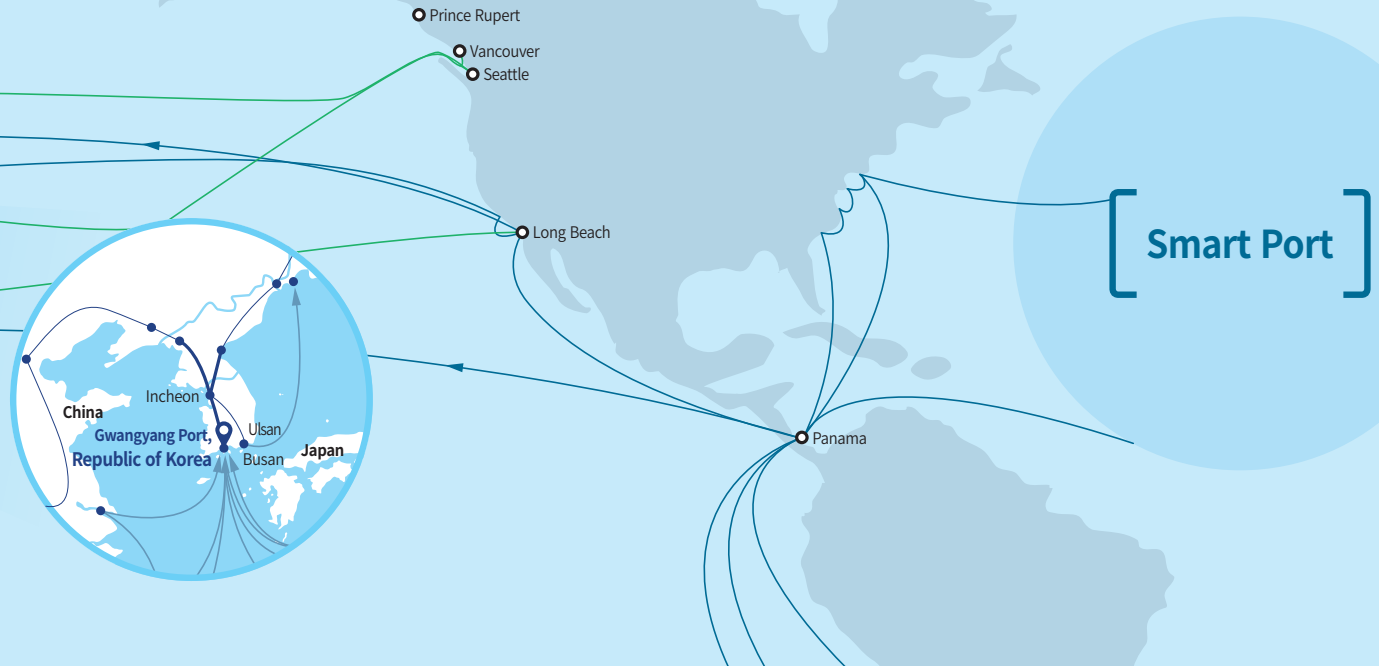 Prince Rupert
Vancouver
Seattle
Long Beach
[Smart Port]
Incheon
China
Gwangyang Port,
Republic of Korea
Ulsan
Busan
Japan
Panama